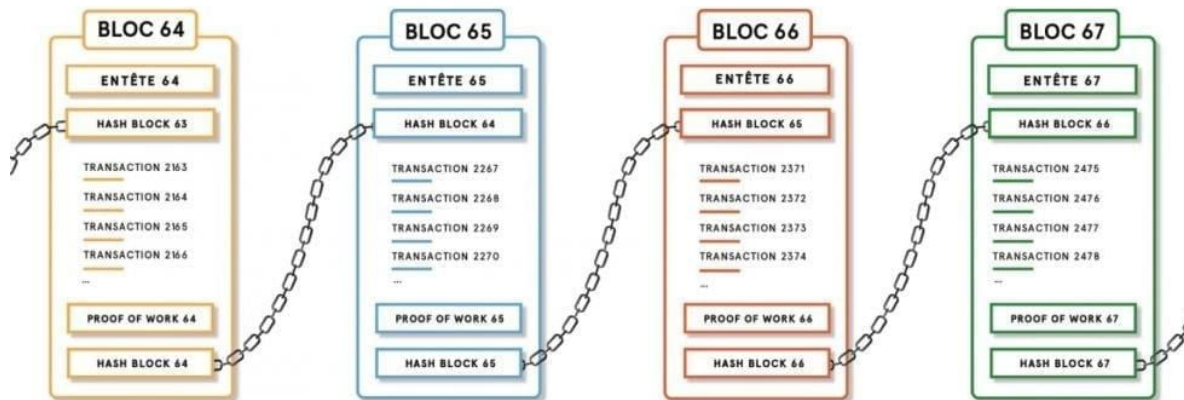 BLOC 64
ENTÊTE 64
HASH BLOCK 63
TRANSACTION 2163
TRANSACTION 2164
TRANSACTION 2165
TRANSACTION 2166
...
PROOF OF WORK 64
HASH BLOCK 64
BLOC 65
ENTÊTE 65
HASH BLOCK 64
TRANSACTION 2267
TRANSACTION 2268
TRANSACTION 2269
TRANSACTION 2270
...
PROOF OF WORK 65
HASH BLOCK 65
BLOC 66
ENTÊTE 66
HASH BLOCK 65
TRANSACTION 2371
TRANSACTION 2372
TRANSACTION 2373
TRANSACTION 2374
...
PROOF OF WORK 66
HASH BLOCK 66
BLOC 67
ENTÊTE 67
HASH BLOCK 66
TRANSACTION 2475
TRANSACTION 2476
TRANSACTION 2477
TRANSACTION 2478
...
PROOF OF WORK 67
HASH BLOCK 67